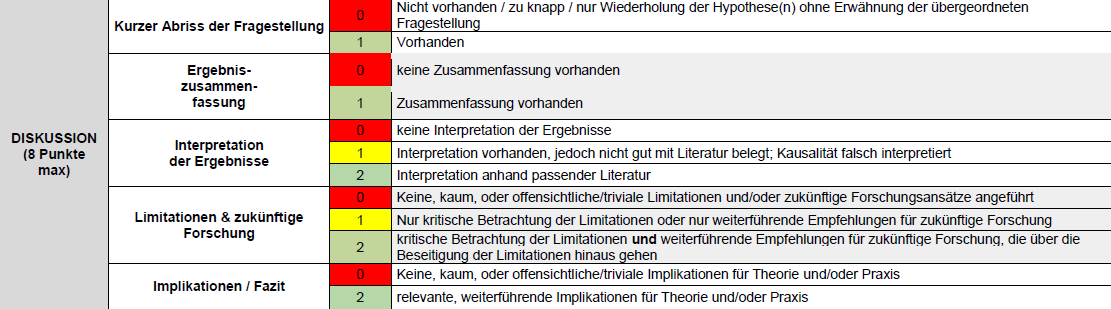 DISKUSSION
(8 Punkte
max)
Kurzer Abriss der Fragestellung
0
Nicht vorhanden / zu knapp / nur Wiederholung der Hypothese(n) ohne Erwähnung der übergeordneten
Fragestellung
1
Vorhanden
Ergebnis-
zusammen-
fassung
0
keine Zusammenfassung vorhanden
1
Zusammenfassung vorhanden
Interpretation
der Ergebnisse
0
keine Interpretation der Ergebnisse
1
Interpretation vorhanden, jedoch nicht gut mit Literatur belegt; Kausalität falsch interpretiert
2
Interpretation anhand passender Literatur
Limitationen & zukünftige
Forschung
0
Keine, kaum, oder offensichtliche/triviale Limitationen und/oder zukünftige Forschungsansätze angeführt
1
Nur kritische Betrachtung der Limitationen oder nur weiterführende Empfehlungen für zukünftige Forschung
2
kritische Betrachtung der Limitationen und weiterführende Empfehlungen für zukünftige Forschung, die über die
Beseitigung der Limitationen hinaus gehen
Implikationen / Fazit
0
Keine, kaum, oder offensichtliche/triviale Implikationen für Theorie und/oder Praxis
2
relevante, weiterführende Implikationen für Theorie und/oder Praxis